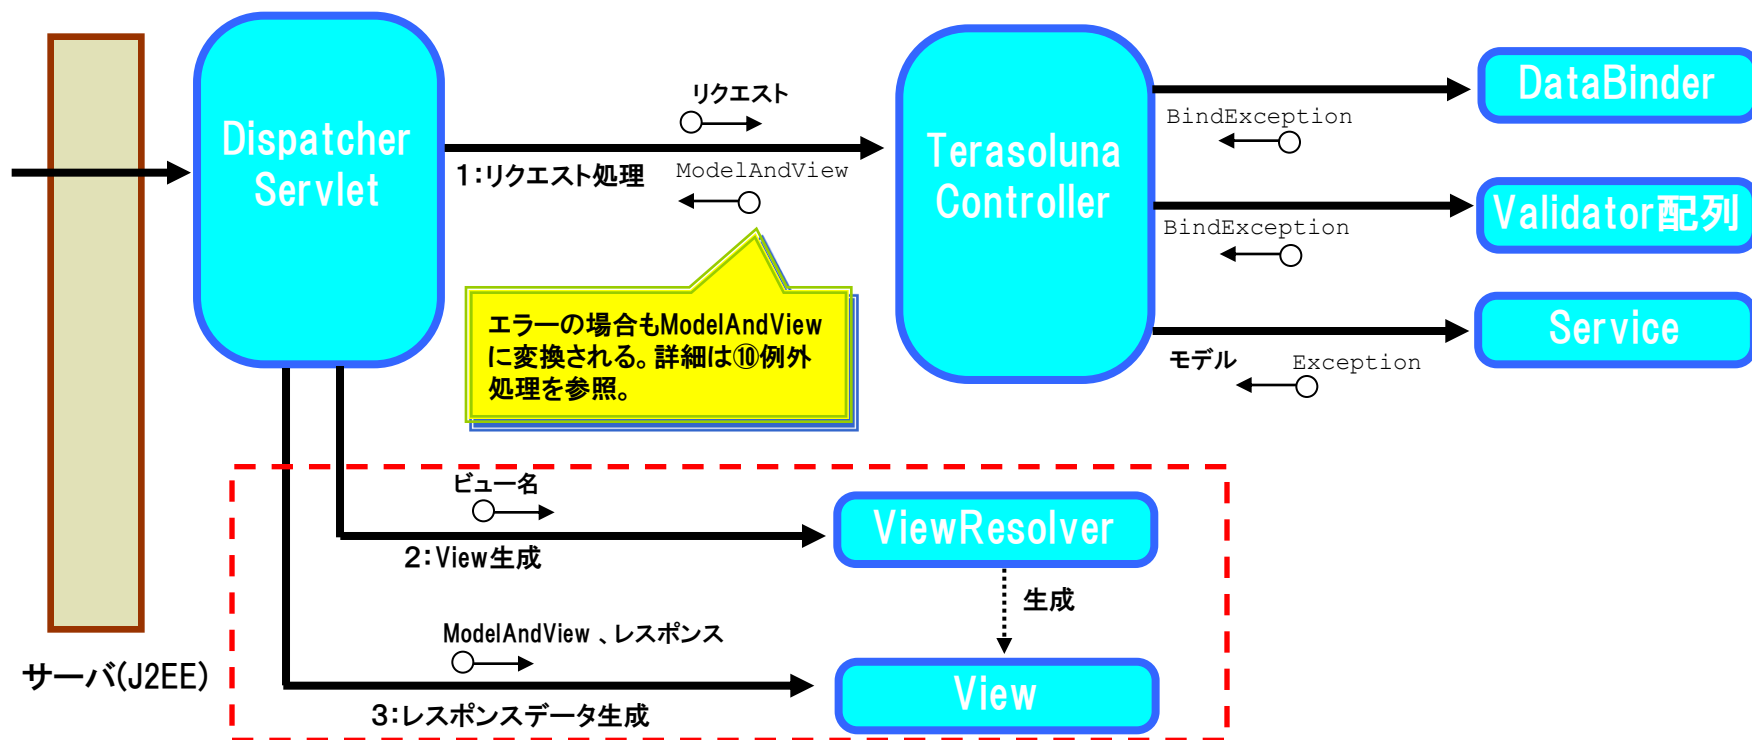 Dispatcher
Servlet
リクエスト
1:リクエスト処理
ModelAndView
Terasoluna
Controller
BindException
DataBinder
BindException
Validator配列
モデル
Exception
Service
エラーの場合もModelAndView
に変換される。詳細は⑩例外
処理を参照。
ビュー名
2:View生成
ViewResolver
生成
ModelAndView 、レスポンス
3:レスポンスデータ生成
View
サーバ(J2EE)